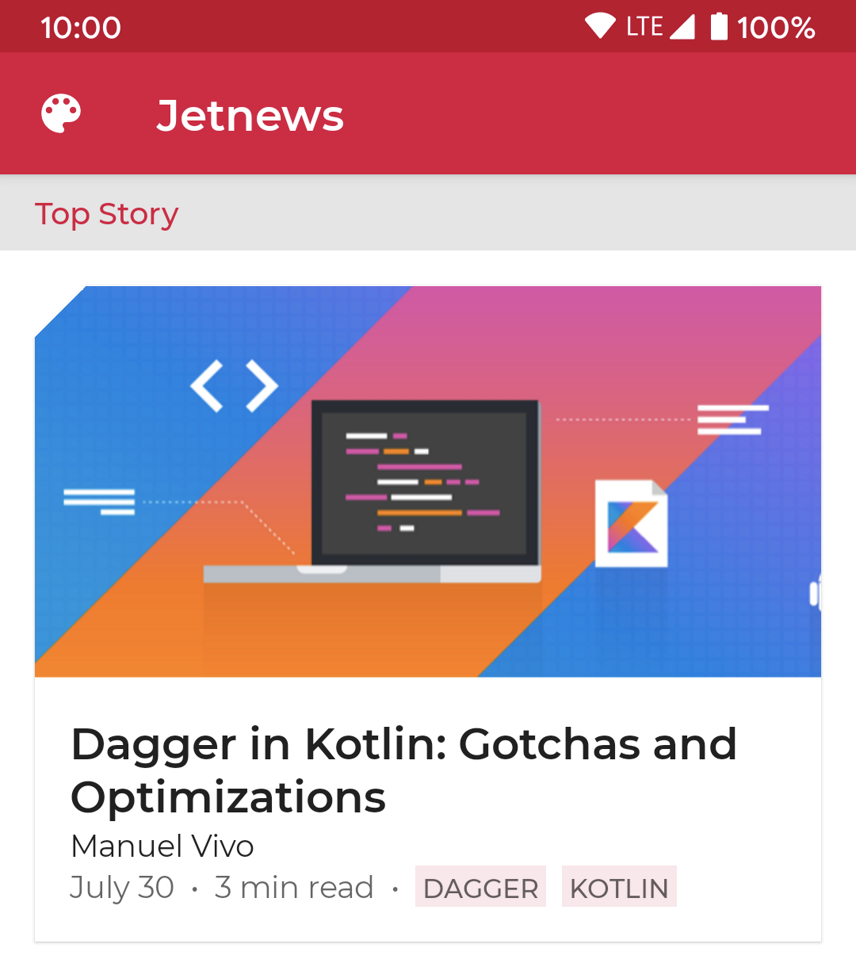 10:00 LTE 100%
Jetnews
Top Story
Dagger in Kotlin: Gotchas and
Optimizations
Manuel Vivo
July 30 • 3 min read • DAGGER KOTLIN